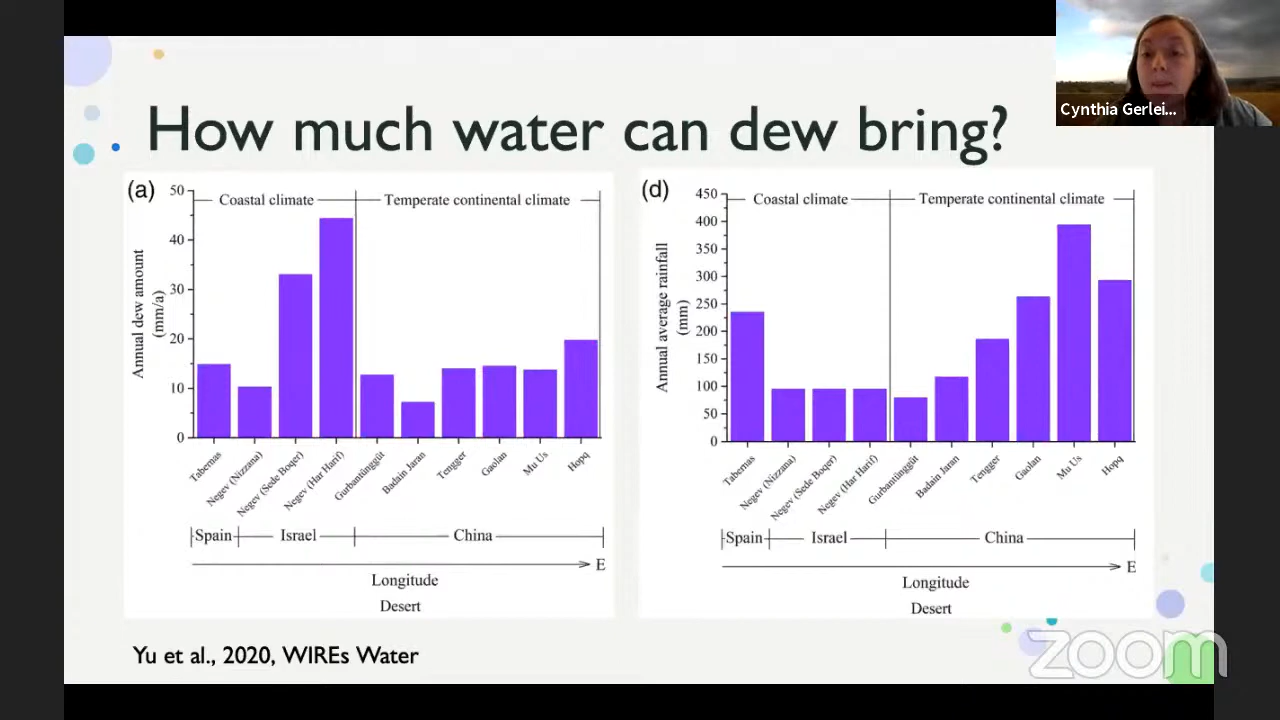 Cynthia Gerlei...
How much water can dew bring?
(a)
Annual dew amount
(mm/a)
50
40
30
20
10
0
Coastal climate
Temperate continental climate
Tabernas
Negev (Nizzana)
Negev (Sede Boqer)
Negev (Har Harif)
Gurbantünggüt
Badain Jaran
Tengger
Gaolan
Mu Us
Hopq
Spain
Israel
China
E
Longitude
Desert
(d)
Annual average rainfall
(mm)
450
400
350
300
250
200
150
100
50
0
Coastal climate
Temperate continental climate
Tabernas
Negev (Nizzana)
Negev (Sede Boqer)
Negev (Har Harif)
Gurbantünggüt
Badain Jaran
Tengger
Gaolan
Mu Us
Hopq
Spain
Israel
China
E
Longitude
Desert
Yu et al., 2020, WIREs Water
zoom